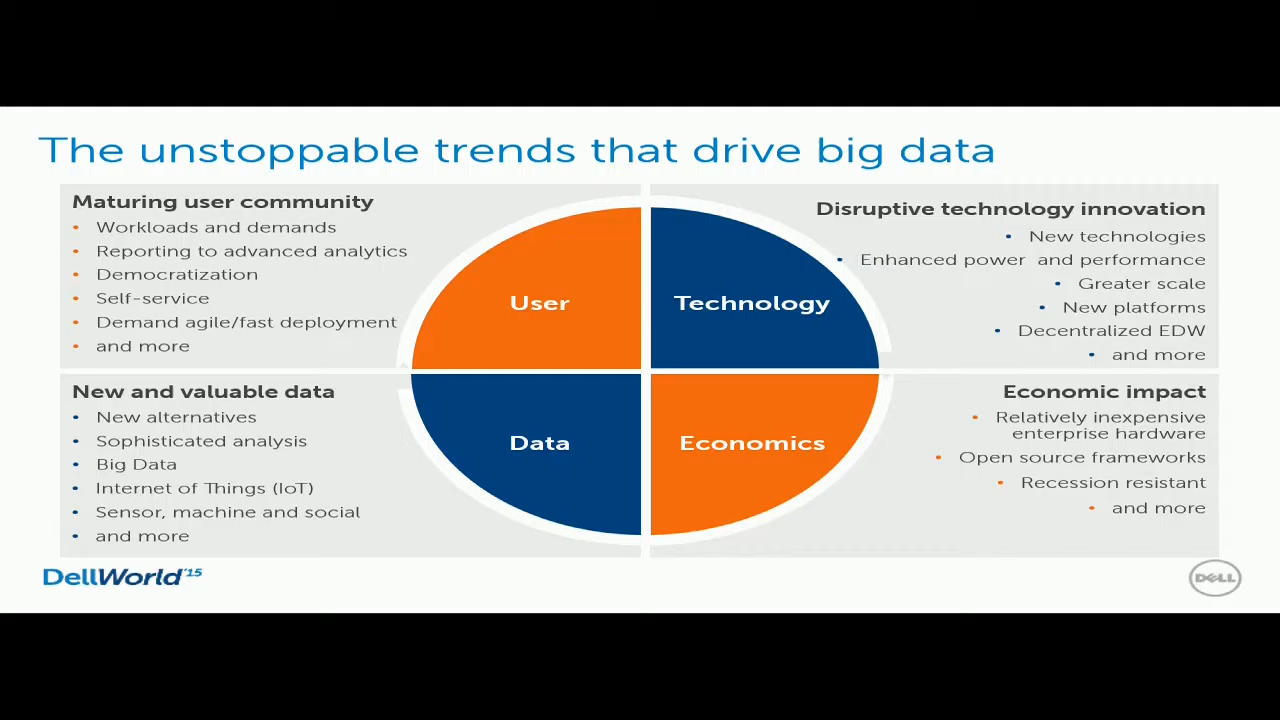 The unstoppable trends that drive big data
Maturing user community
• Workloads and demands
• Reporting to advanced analytics
• Democratization
• Self-service
• Demand agile/fast deployment
• and more
User
Technology
Disruptive technology innovation
• New technologies
• Enhanced power and performance
• Greater scale
• New platforms
• Decentralized EDW
• and more
New and valuable data
• New alternatives
• Sophisticated analysis
• Big Data
• Internet of Things (IoT)
• Sensor, machine and social
• and more
Data
Economics
Economic impact
• Relatively inexpensive
enterprise hardware
• Open source frameworks
• Recession resistant
• and more
DellWorld'15
DELL